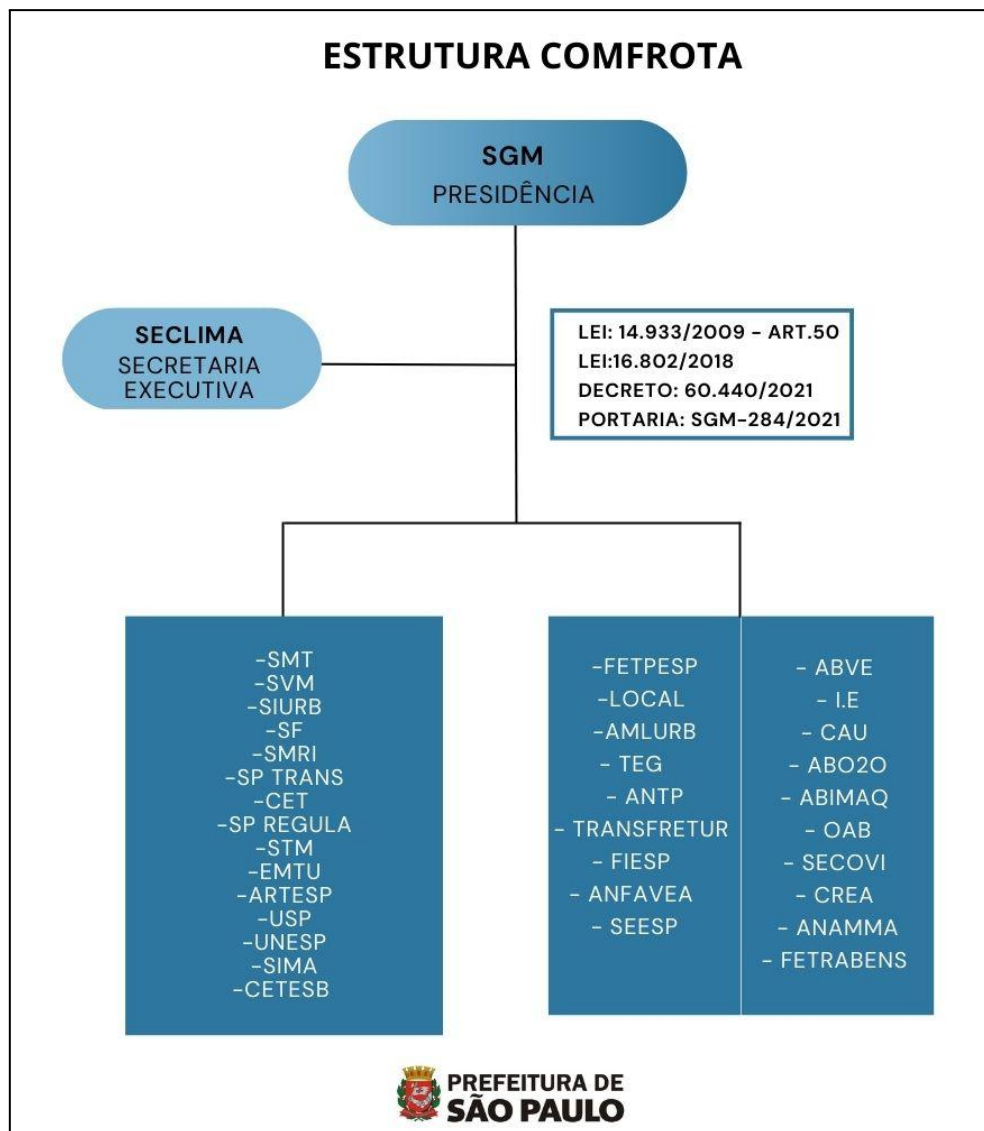 ESTRUTURA COMFROTA
SGM
PRESIDÊNCIA
SECLIMA
SECRETARIA
EXECUTIVA
LEI: 14.933/2009 - ART.50
LEI:16.802/2018
DECRETO: 60.440/2021
PORTARIA: SGM-284/2021
-SMT
-SVM
-SIURB
-SF
-SMRI
-SP TRANS
-CET
-SP REGULA
-STM
-EMTU
-ARTESP
-USP
-UNESP
-SIMA
-CETESB
-FETPESP
-LOCAL
-AMLURB
- TEG
- ANTP
- TRANSFRETUR
- FIESP
- ANFAVEA
- SEESP
- ABVE
- I.E
- CAU
- ABO2O
- ABIMAQ
- OAB
- SECOVI
- CREA
- ANAMMA
- FETRABENS
PREFEITURA DE
SÃO PAULO